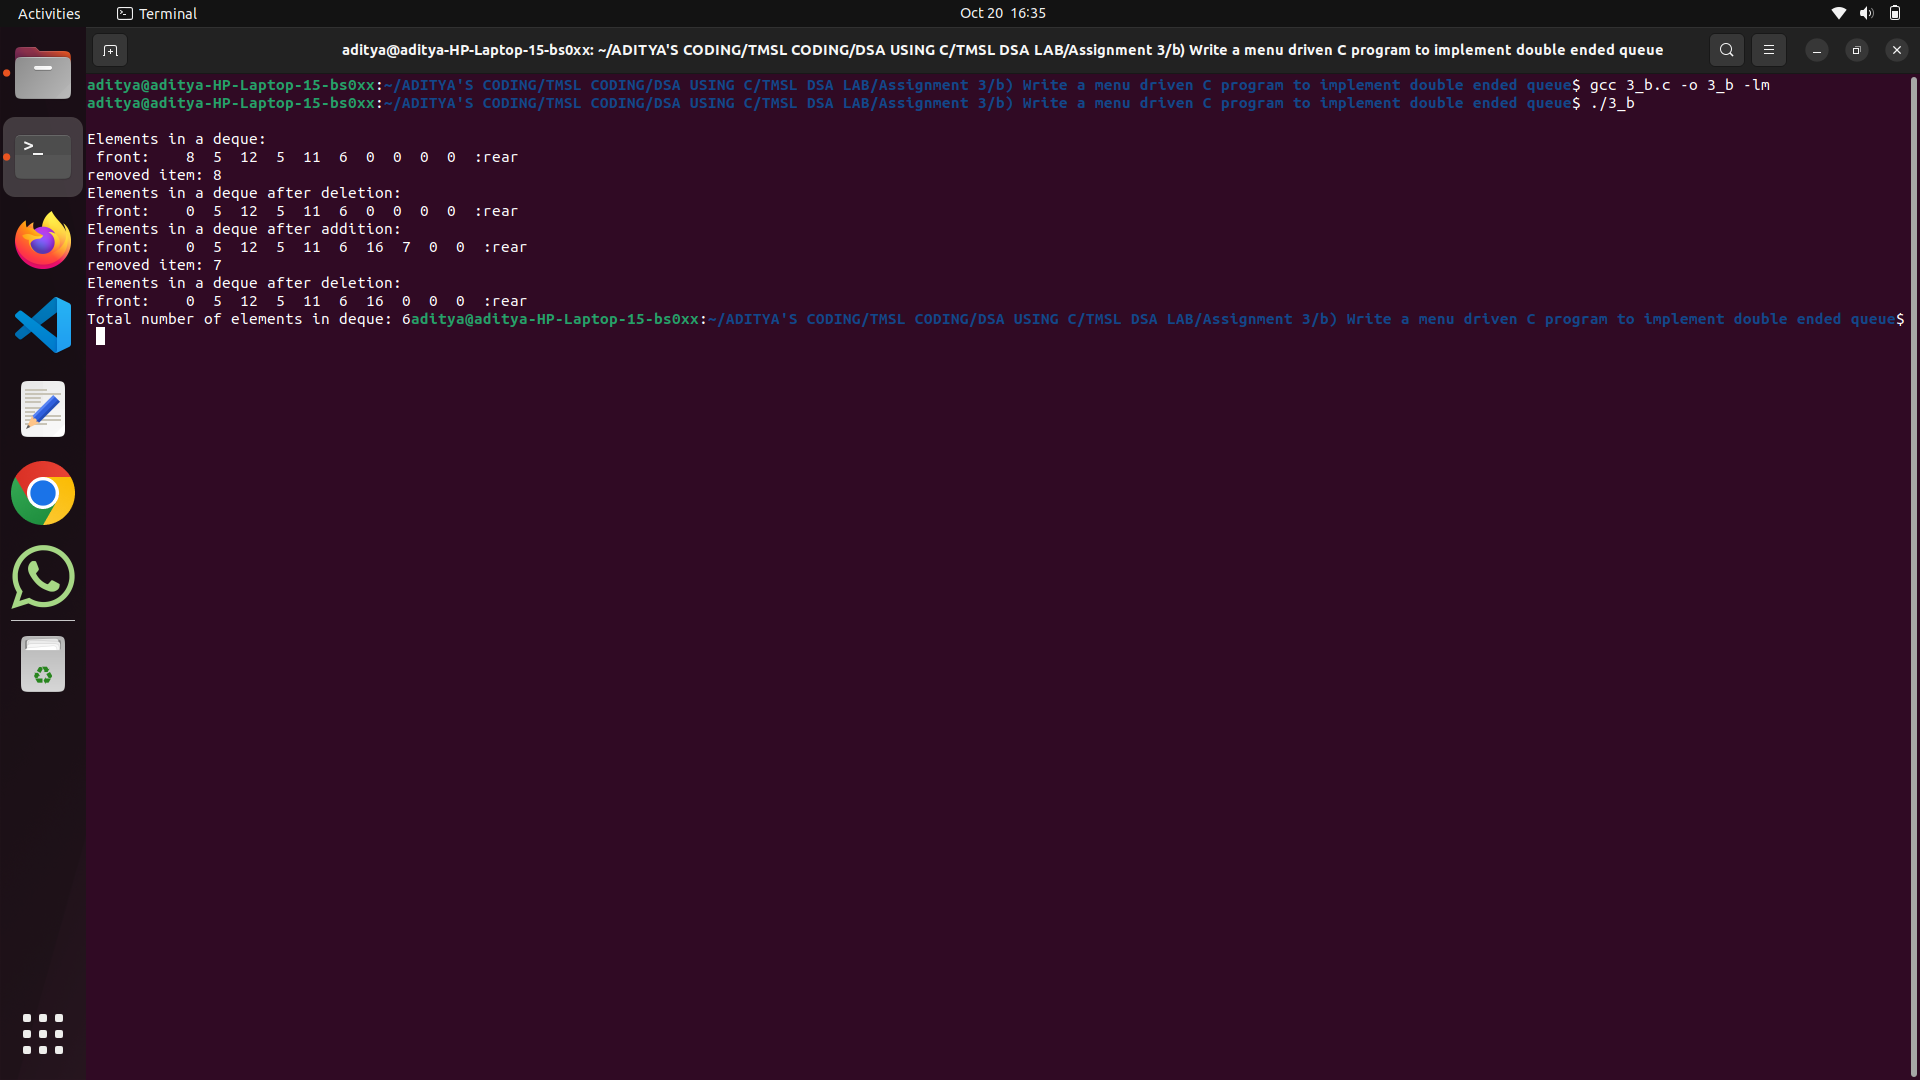 Activities Terminal Oct 20 16:35
aditya@aditya-HP-Laptop-15-bs0xx: ~/ADITYA'S CODING/TMSL CODING/DSA USING C/TMSL DSA LAB/Assignment 3/b) Write a menu driven C program to implement double ended queue
aditya@aditya-HP-Laptop-15-bs0xx:~/ADITYA'S CODING/TMSL CODING/DSA USING C/TMSL DSA LAB/Assignment 3/b) Write a menu driven C program to implement double ended queue$ gcc 3_b.c -o 3_b -lm
aditya@aditya-HP-Laptop-15-bs0xx:~/ADITYA'S CODING/TMSL CODING/DSA USING C/TMSL DSA LAB/Assignment 3/b) Write a menu driven C program to implement double ended queue$ ./3_b
Elements in a deque:
 front:    8  5  12  5  11  6  0  0  0  0  :rear
removed item: 8
Elements in a deque after deletion:
 front:    0  5  12  5  11  6  0  0  0  0  :rear
Elements in a deque after addition:
 front:    0  5  12  5  11  6  16  7  0  0  :rear
removed item: 7
Elements in a deque after deletion:
 front:    0  5  12  5  11  6  16  0  0  0  :rear
Total number of elements in deque: 6aditya@aditya-HP-Laptop-15-bs0xx:~/ADITYA'S CODING/TMSL CODING/DSA USING C/TMSL DSA LAB/Assignment 3/b) Write a menu driven C program to implement double ended queue$